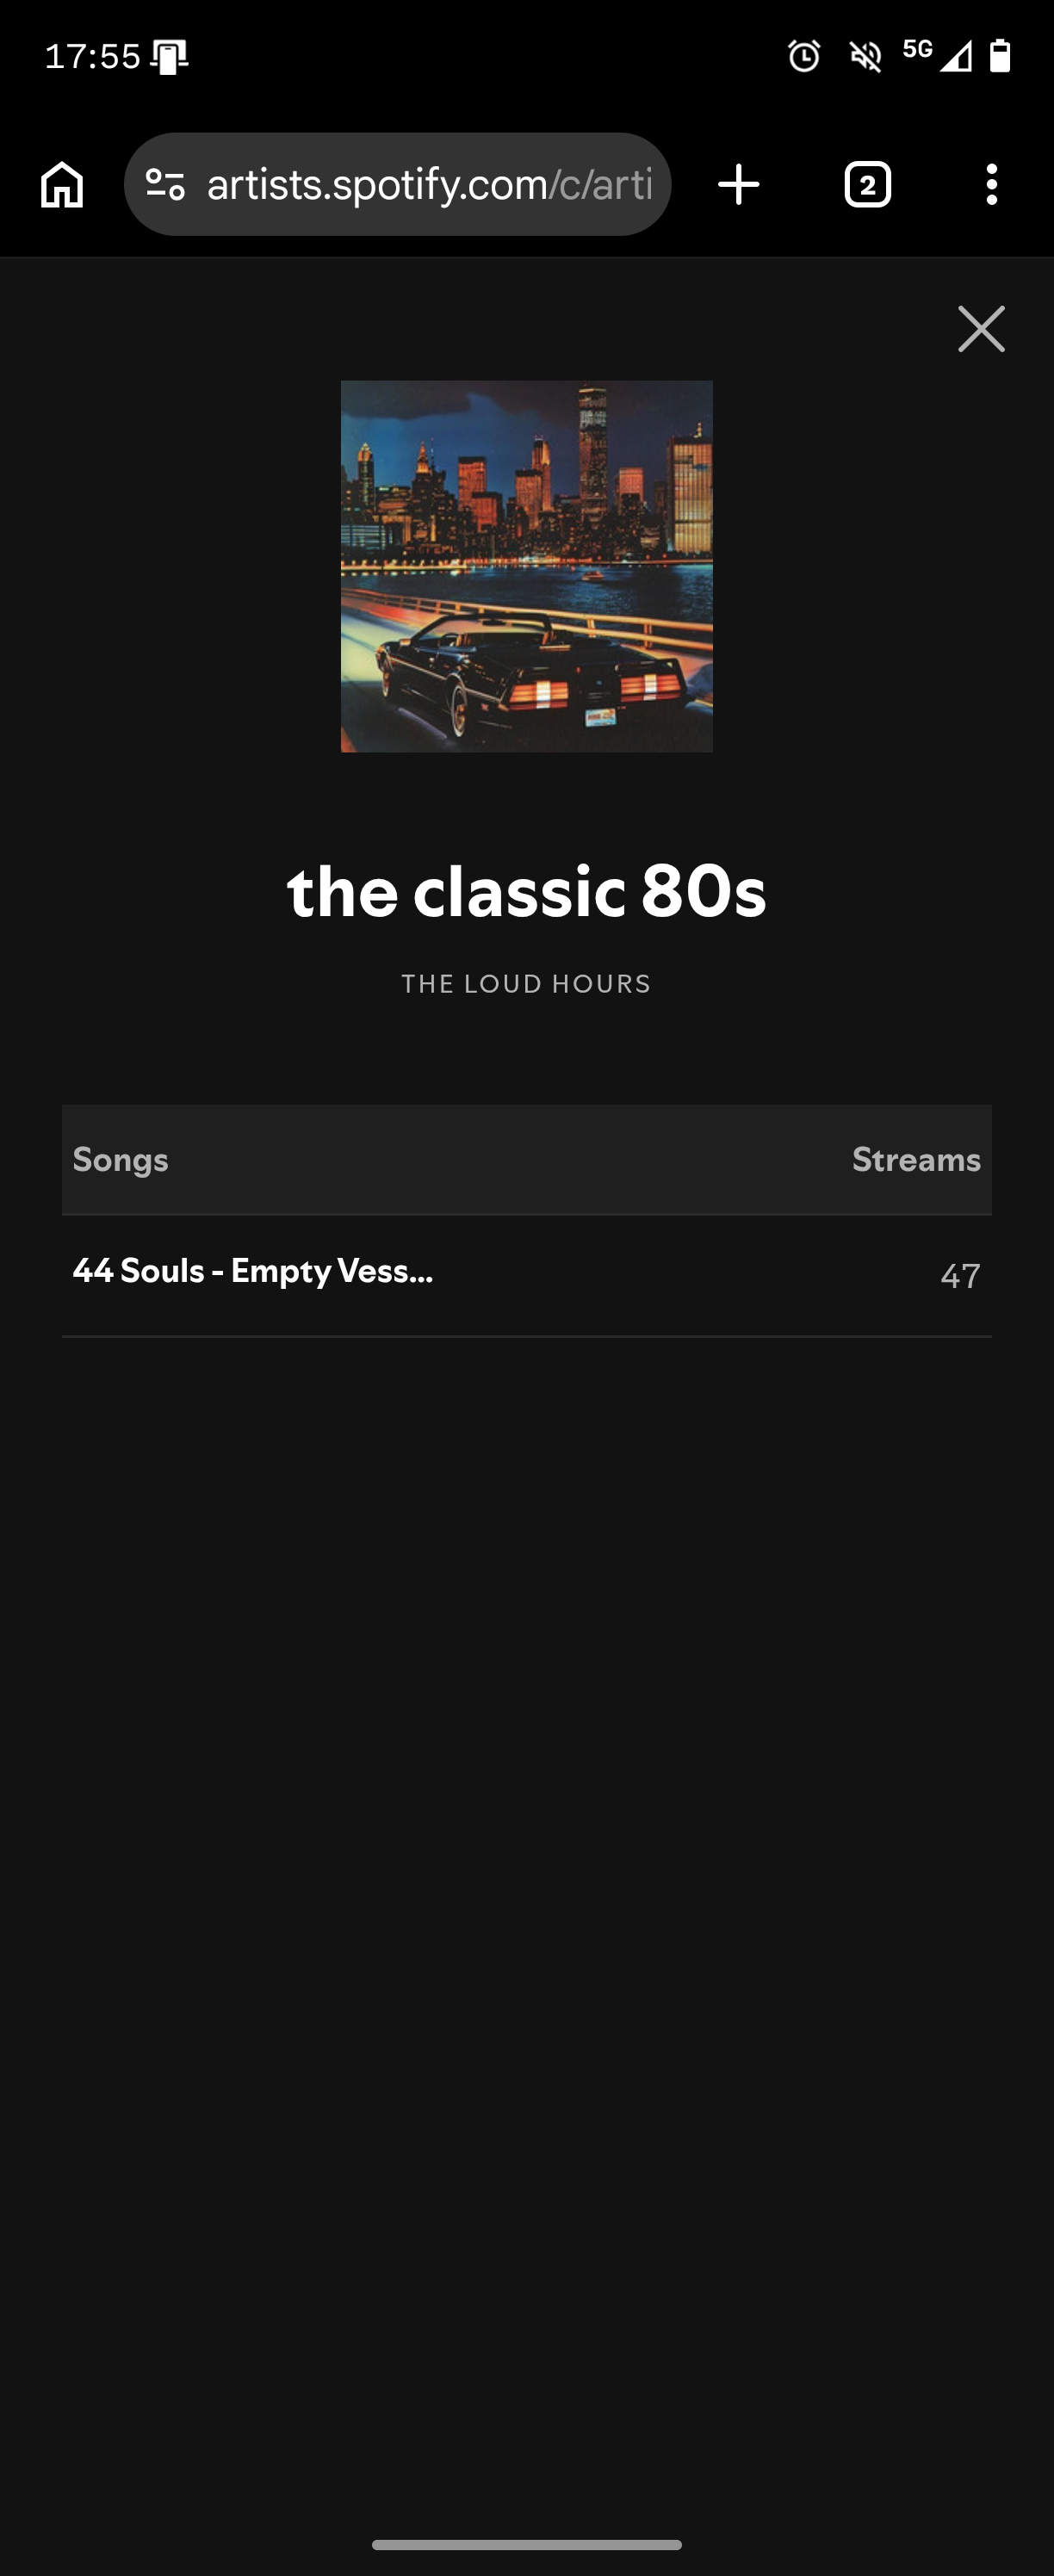 17:55
5G
artists.spotify.com/c/arti
2
the classic 80s
THE LOUD HOURS
Songs Streams
44 Souls - Empty Vess... 47